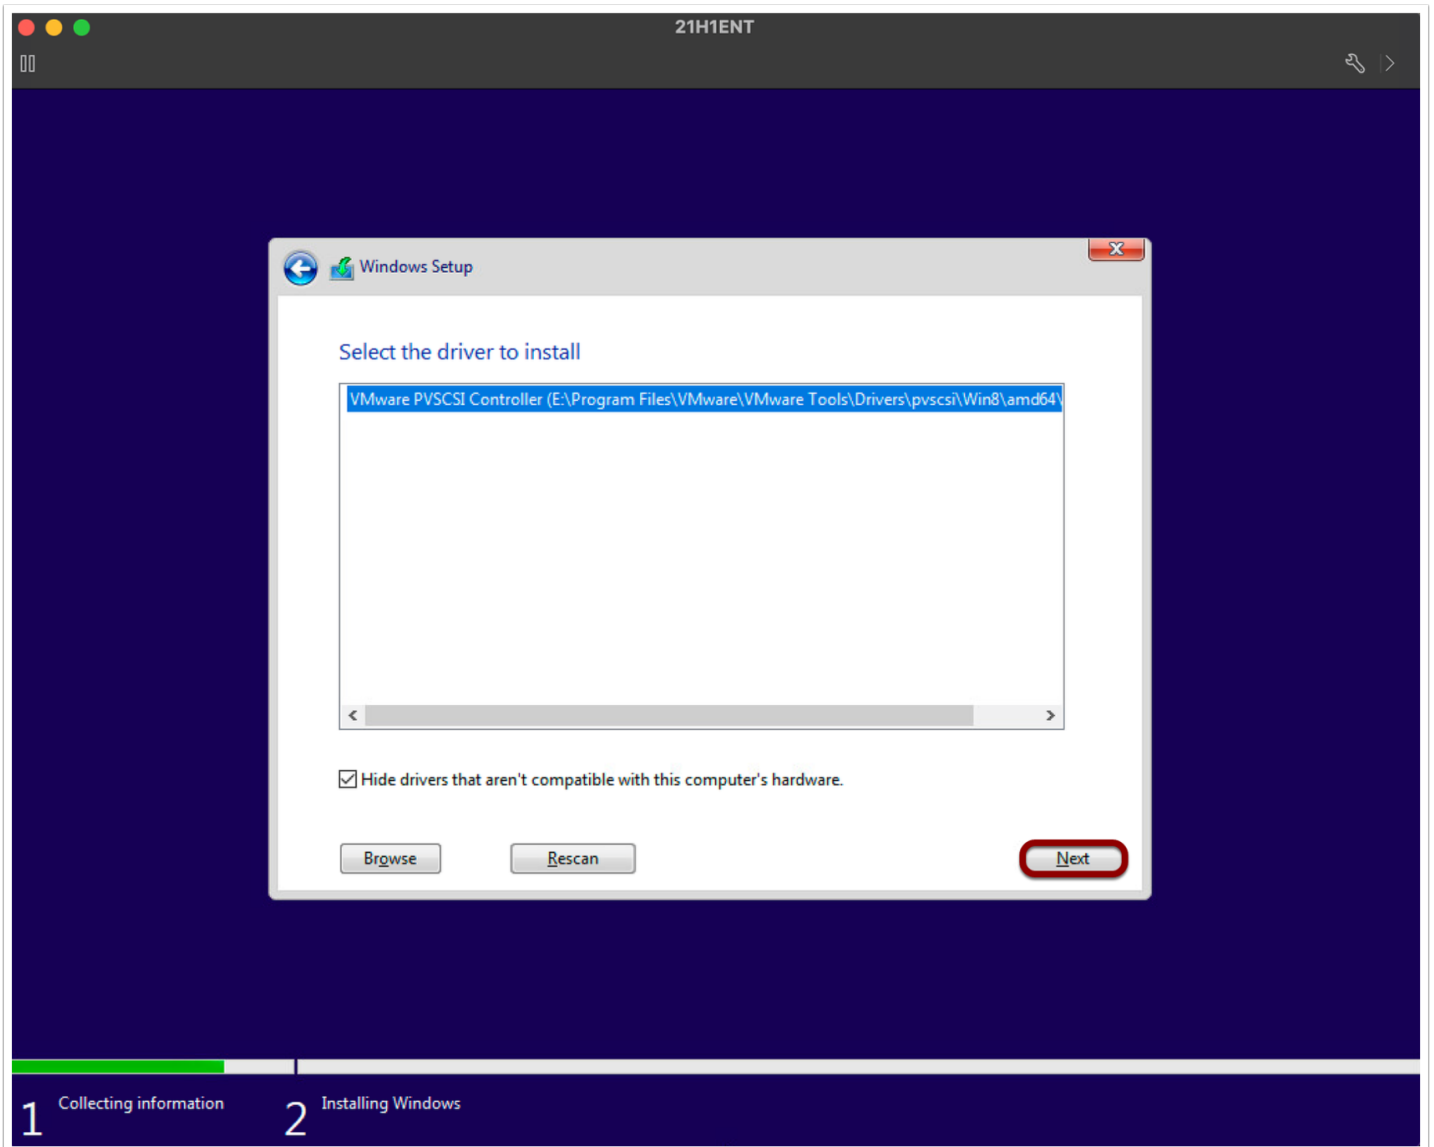 21H1ENT
Windows Setup
Select the driver to install
VMware PVSCSI Controller (E:\Program Files\VMware\VMware Tools\Drivers\pvscsi\Win8\amd64\
Hide drivers that aren't compatible with this computer's hardware.
Browse
Rescan
Next
1 Collecting information
2 Installing Windows